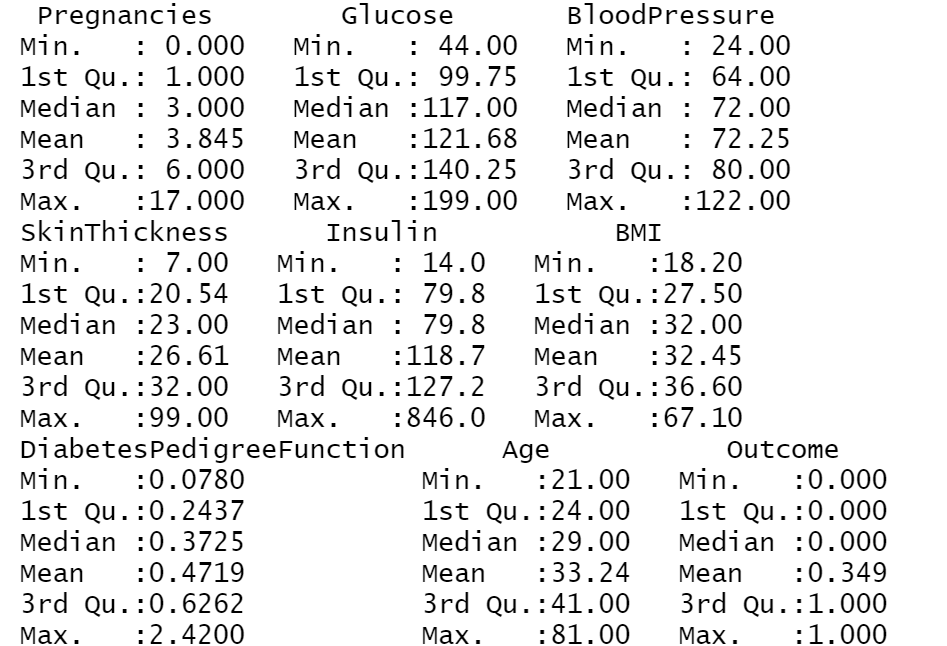 Pregnancies        Glucose       BloodPressure
Min.   : 0.000   Min.   : 44.00   Min.   : 24.00
1st Qu.: 1.000   1st Qu.: 99.75   1st Qu.: 64.00
Median : 3.000   Median :117.00   Median : 72.00
Mean   : 3.845   Mean   :121.68   Mean   : 72.25
3rd Qu.: 6.000   3rd Qu.:140.25   3rd Qu.: 80.00
Max.   :17.000   Max.   :199.00   Max.   :122.00
SkinThickness      Insulin           BMI
Min.   : 7.00   Min.   : 14.0   Min.   :18.20
1st Qu.:20.54   1st Qu.: 79.8   1st Qu.:27.50
Median :23.00   Median : 79.8   Median :32.00
Mean   :26.61   Mean   :118.7   Mean   :32.45
3rd Qu.:32.00   3rd Qu.:127.2   3rd Qu.:36.60
Max.   :99.00   Max.   :846.0   Max.   :67.10
DiabetesPedigreeFunction      Age           Outcome
Min.   :0.0780           Min.   :21.00   Min.   :0.000
1st Qu.:0.2437           1st Qu.:24.00   1st Qu.:0.000
Median :0.3725           Median :29.00   Median :0.000
Mean   :0.4719           Mean   :33.24   Mean   :0.349
3rd Qu.:0.6262           3rd Qu.:41.00   3rd Qu.:1.000
Max.   :2.4200           Max.   :81.00   Max.   :1.000